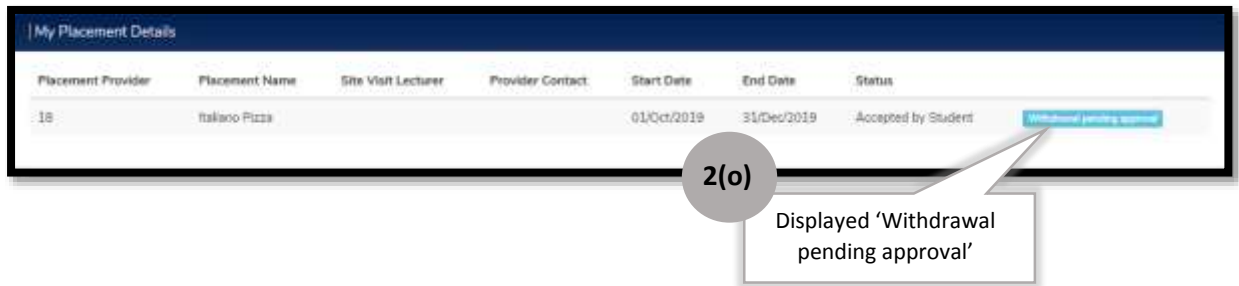 My Placement Details
Placement Provider Placement Name Site Visit Lecturer Provider Contact Start Date End Date Status
18 Italiano Pizza 01/Oct/2019 31/Dec/2019 Accepted by Student Withdrawal pending approval
2(o)
Displayed ‘Withdrawal
pending approval’